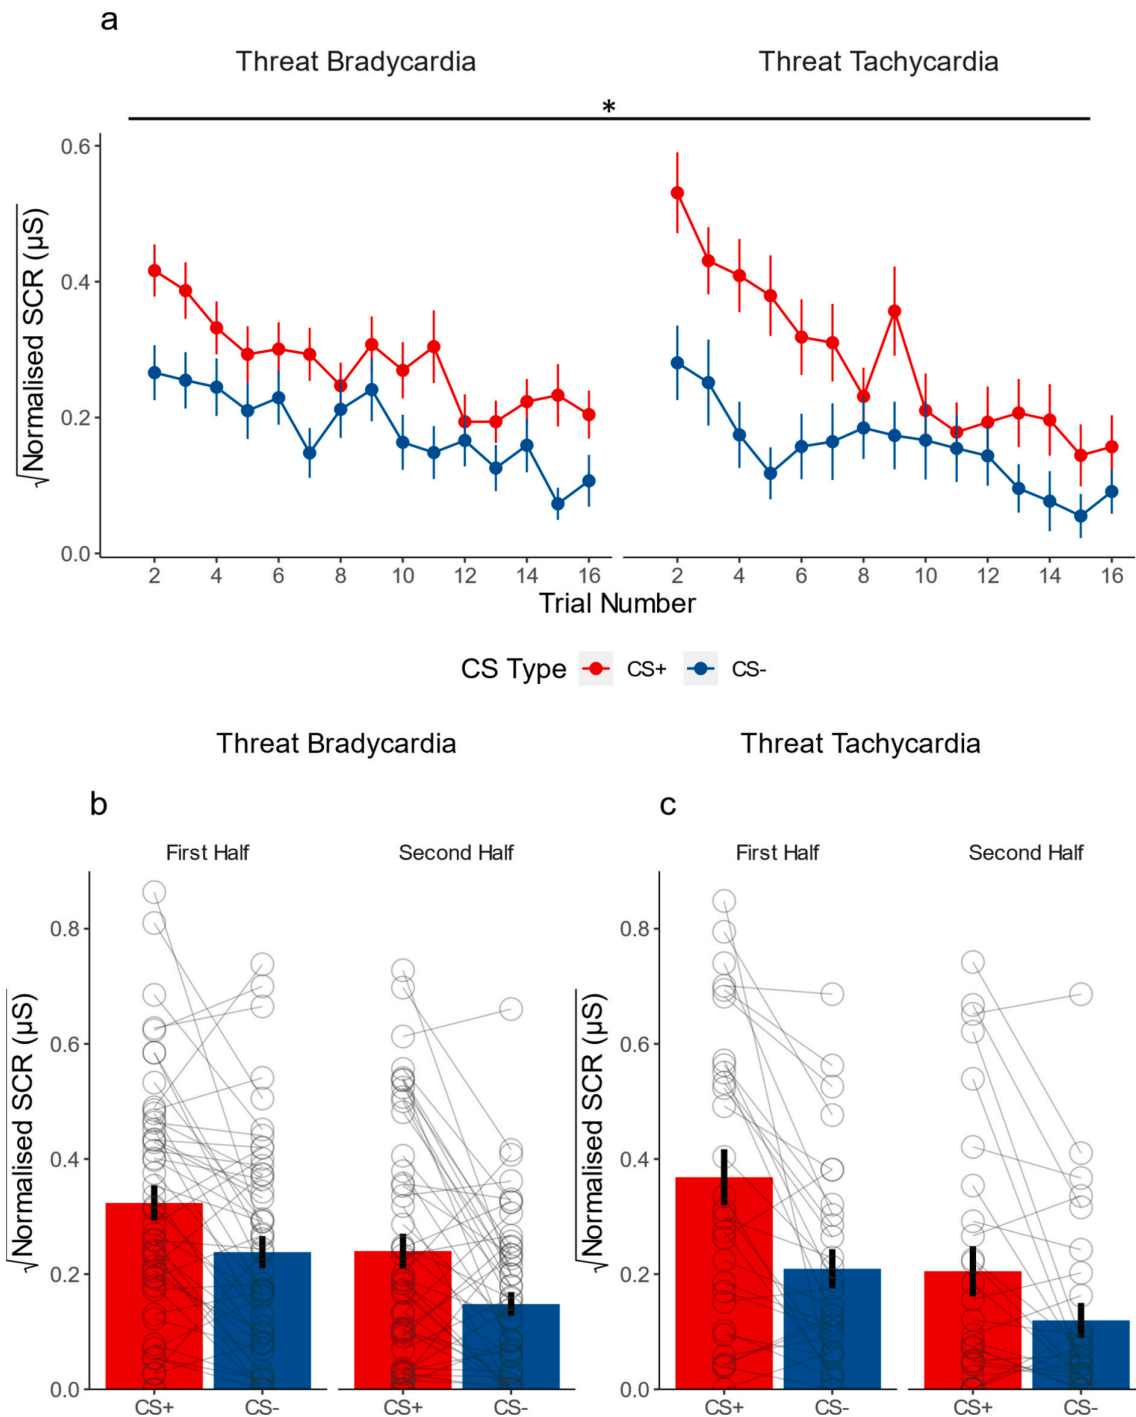 a
Threat Bradycardia Threat Tachycardia
*
0.6
0.4
0.2
0.0
√Normalised SCR (µS)
2 4 6 8 10 12 14 16 2 4 6 8 10 12 14 16
Trial Number
CS Type CS+ CS-
Threat Bradycardia Threat Tachycardia
b c
First Half Second Half First Half Second Half
0.8 0.8
0.6 0.6
0.4 0.4
0.2 0.2
0.0 0.0
√Normalised SCR (µS) √Normalised SCR (µS)
CS+ CS- CS+ CS- CS+ CS- CS+ CS-